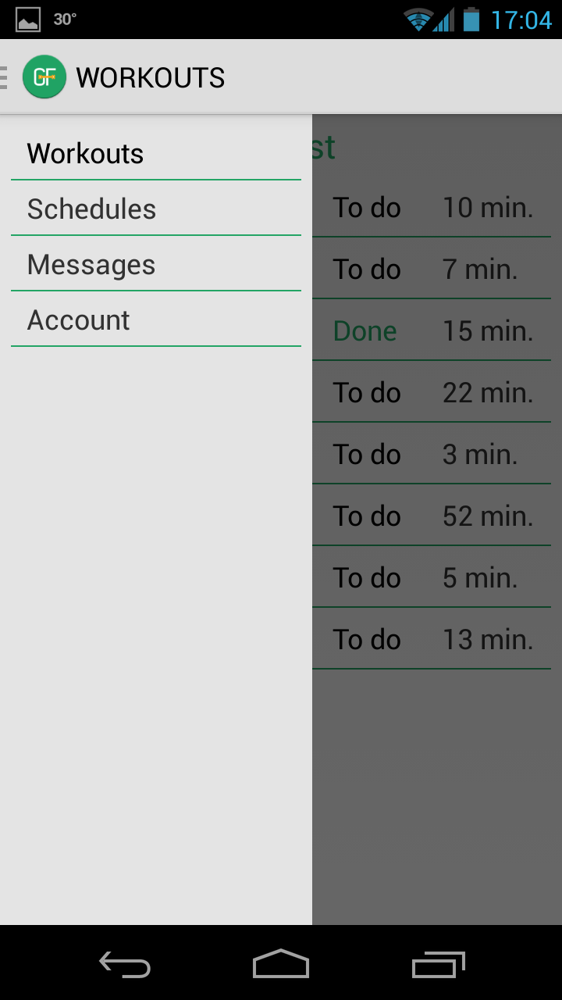 30° 17:04
GF WORKOUTS
Workouts
Schedules
Messages
Account
st
To do 10 min.
To do 7 min.
Done 15 min.
To do 22 min.
To do 3 min.
To do 52 min.
To do 5 min.
To do 13 min.